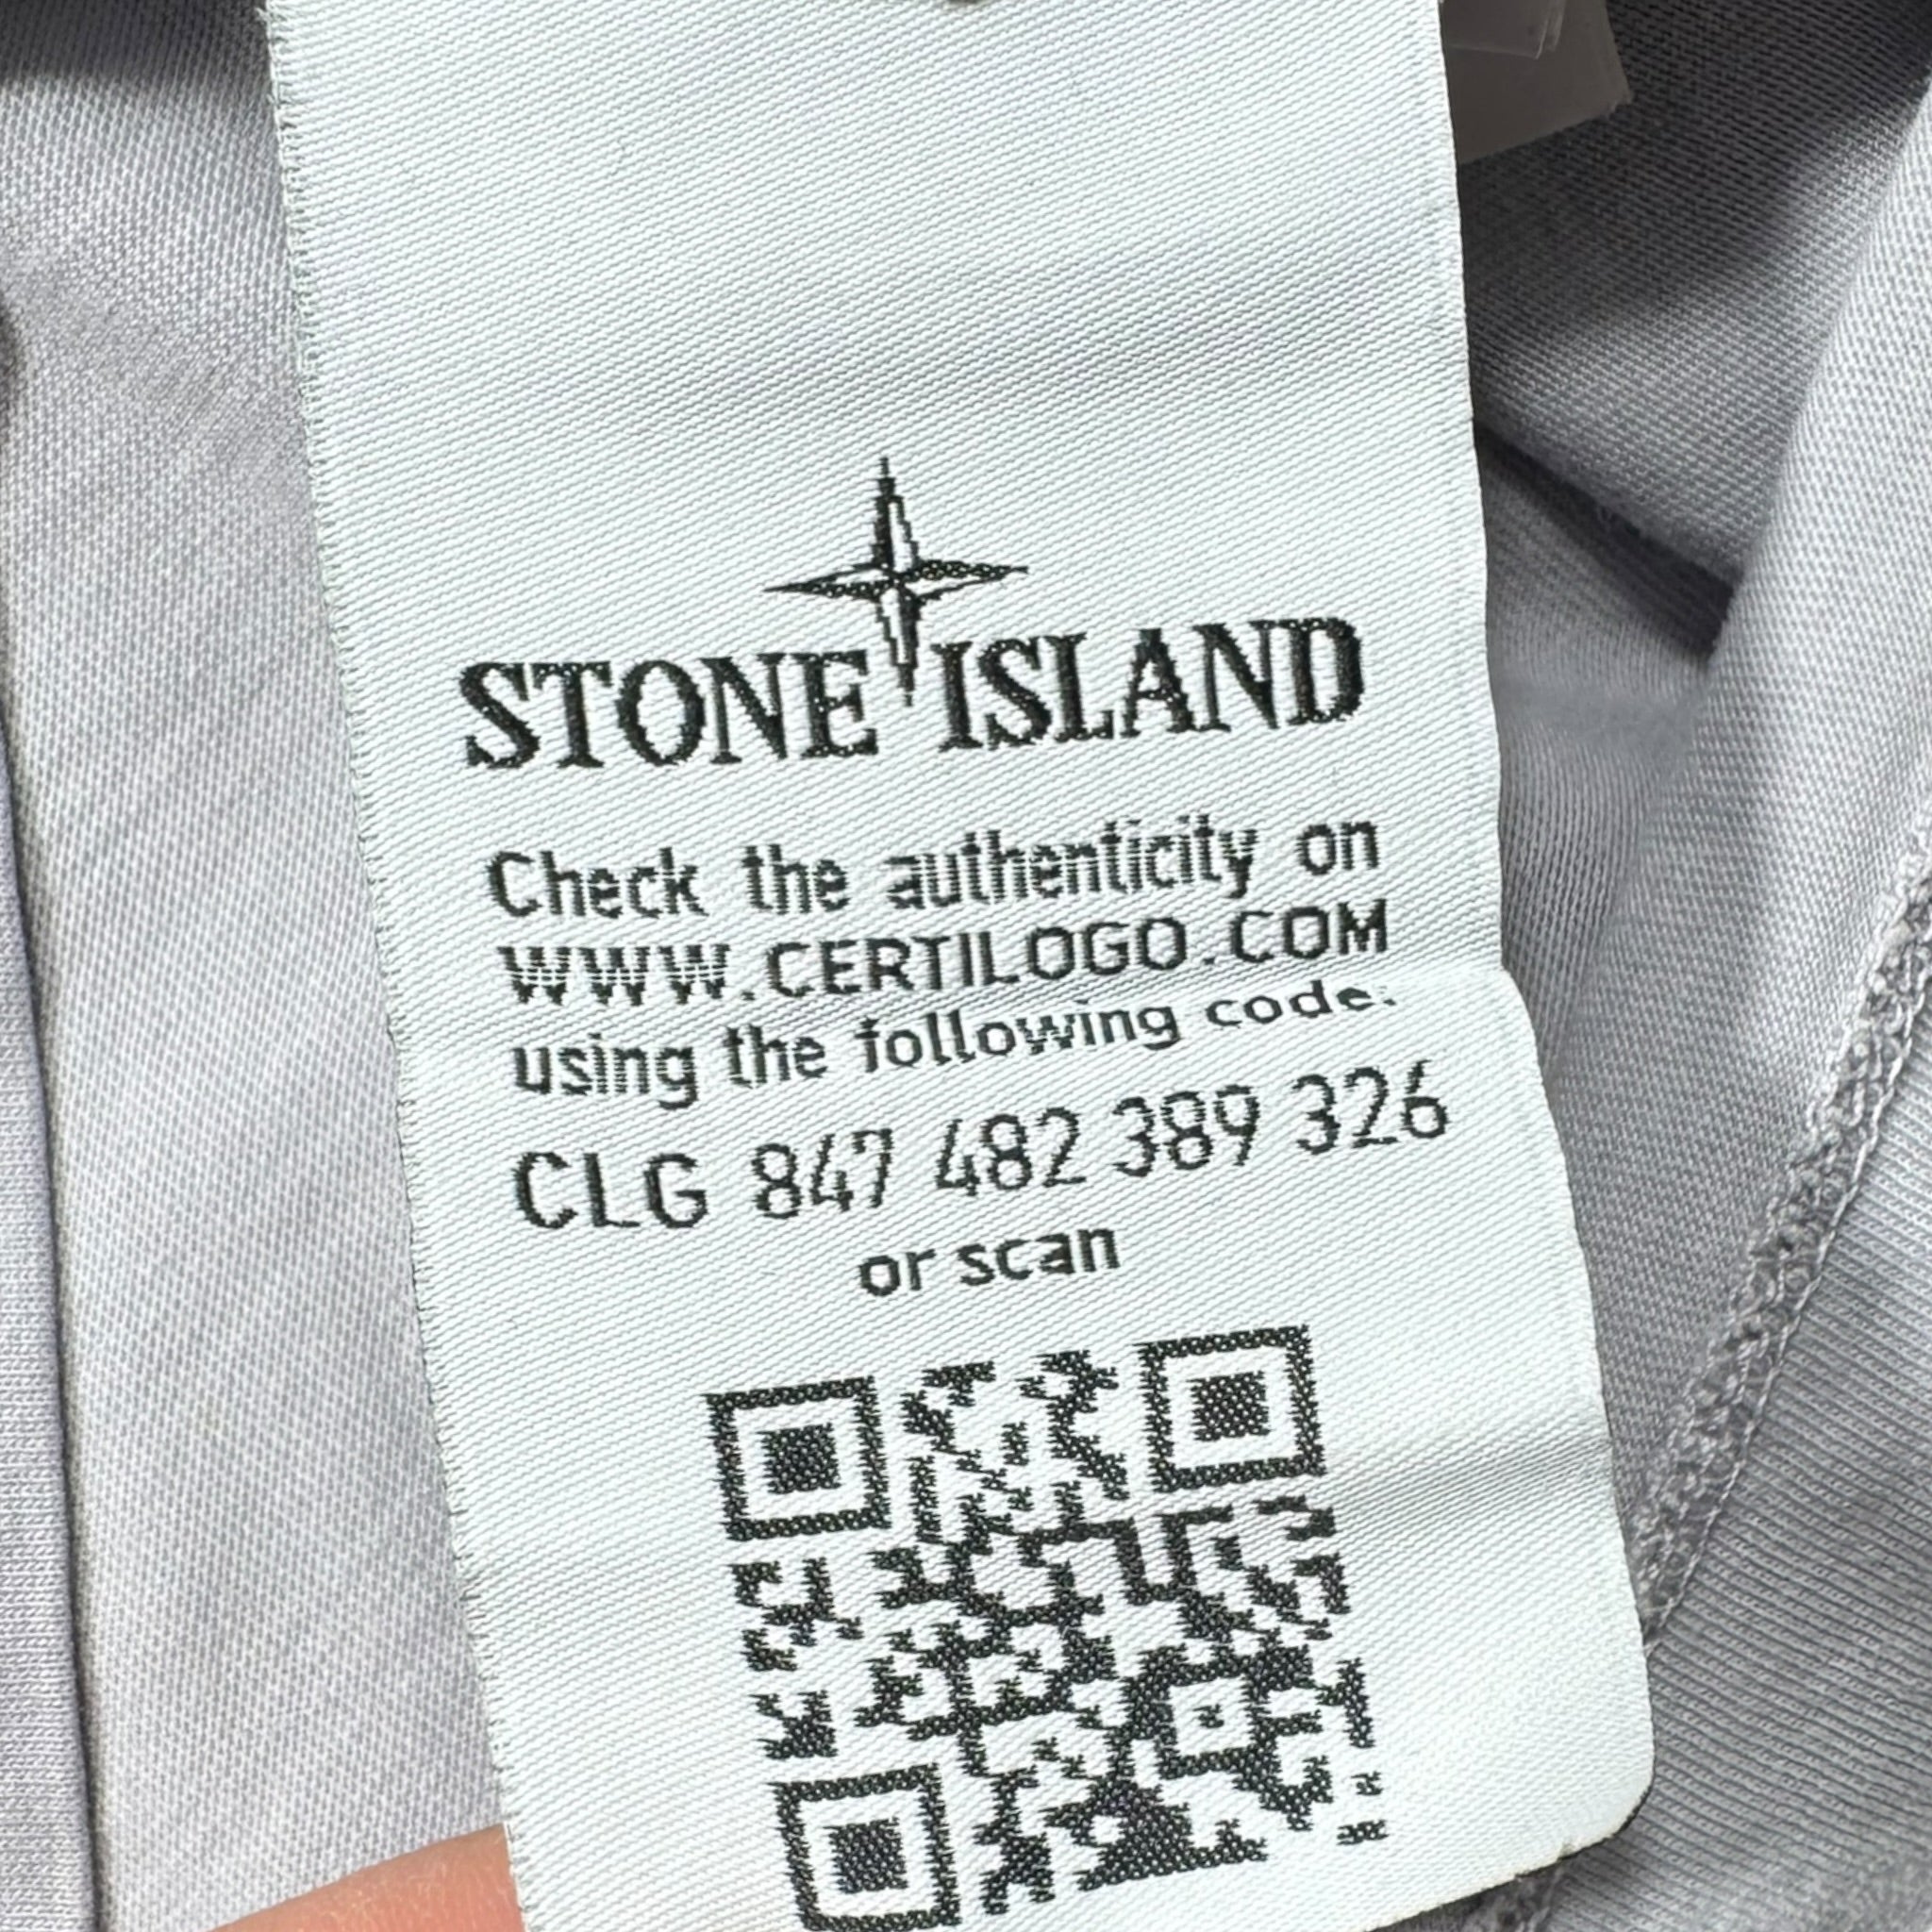 STONE ISLAND
Check the authenticity on
WWW.CERTILOGO.COM
using the following code:
CLG 847 482 389 326
or scan